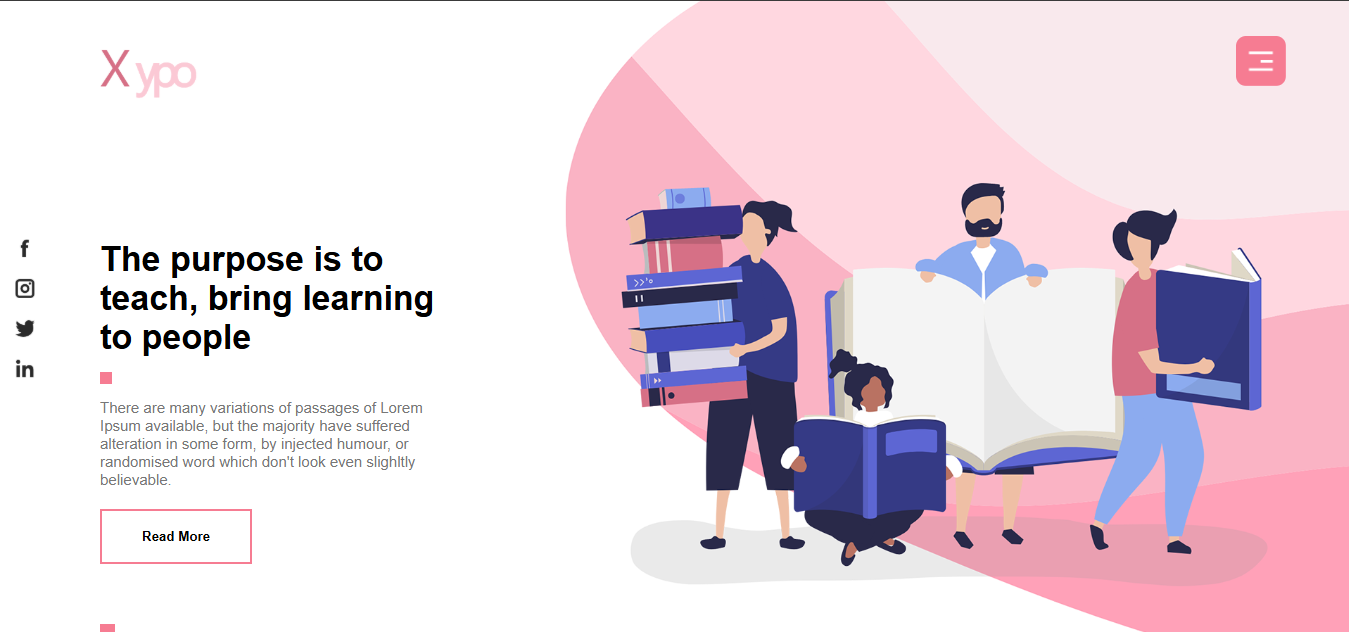 X ypo
The purpose is to
teach, bring learning
to people
There are many variations of passages of Lorem
Ipsum available, but the majority have suffered
alteration in some form, by injected humour, or
randomised word which don't look even slighltly
believable.
Read More